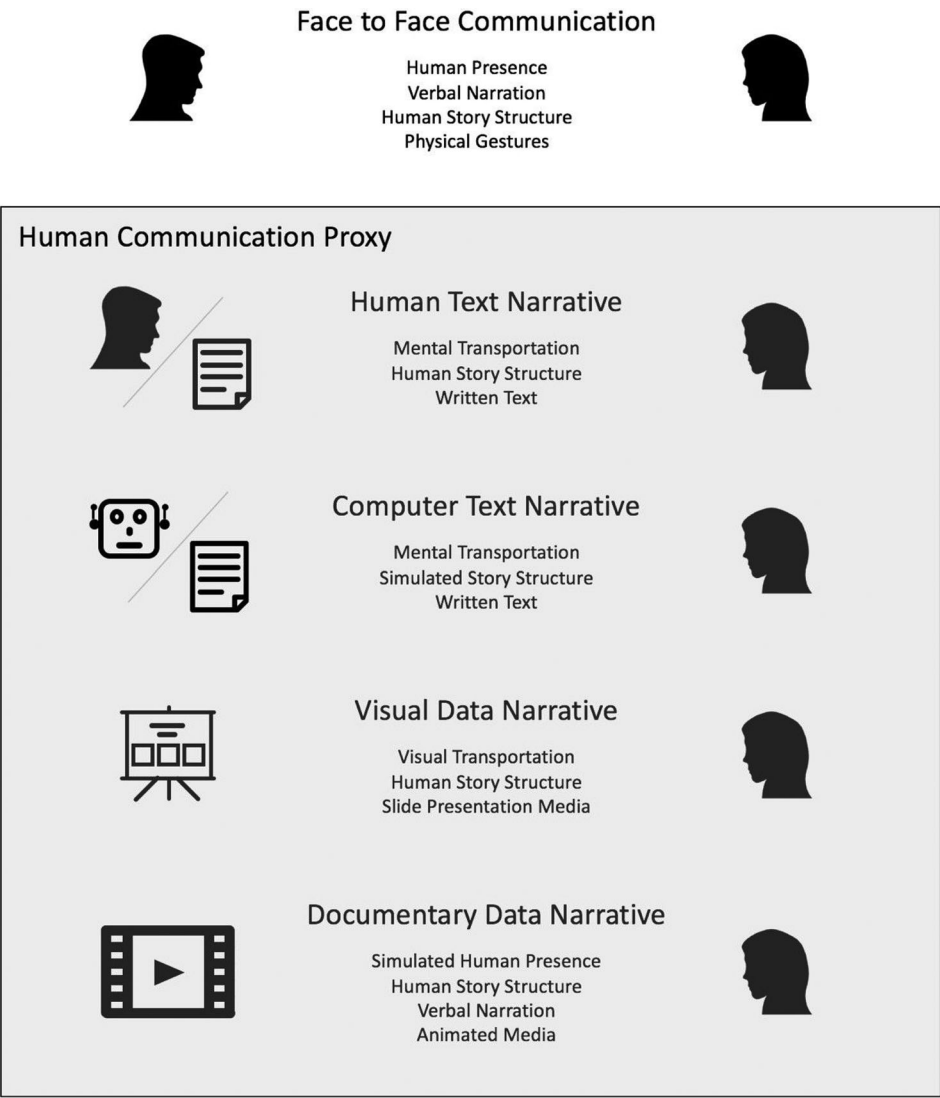 Face to Face Communication
Human Presence
Verbal Narration
Human Story Structure
Physical Gestures
Human Communication Proxy
Human Text Narrative
Mental Transportation
Human Story Structure
Written Text
Computer Text Narrative
Mental Transportation
Simulated Story Structure
Written Text
Visual Data Narrative
Visual Transportation
Human Story Structure
Slide Presentation Media
Documentary Data Narrative
Simulated Human Presence
Human Story Structure
Verbal Narration
Animated Media